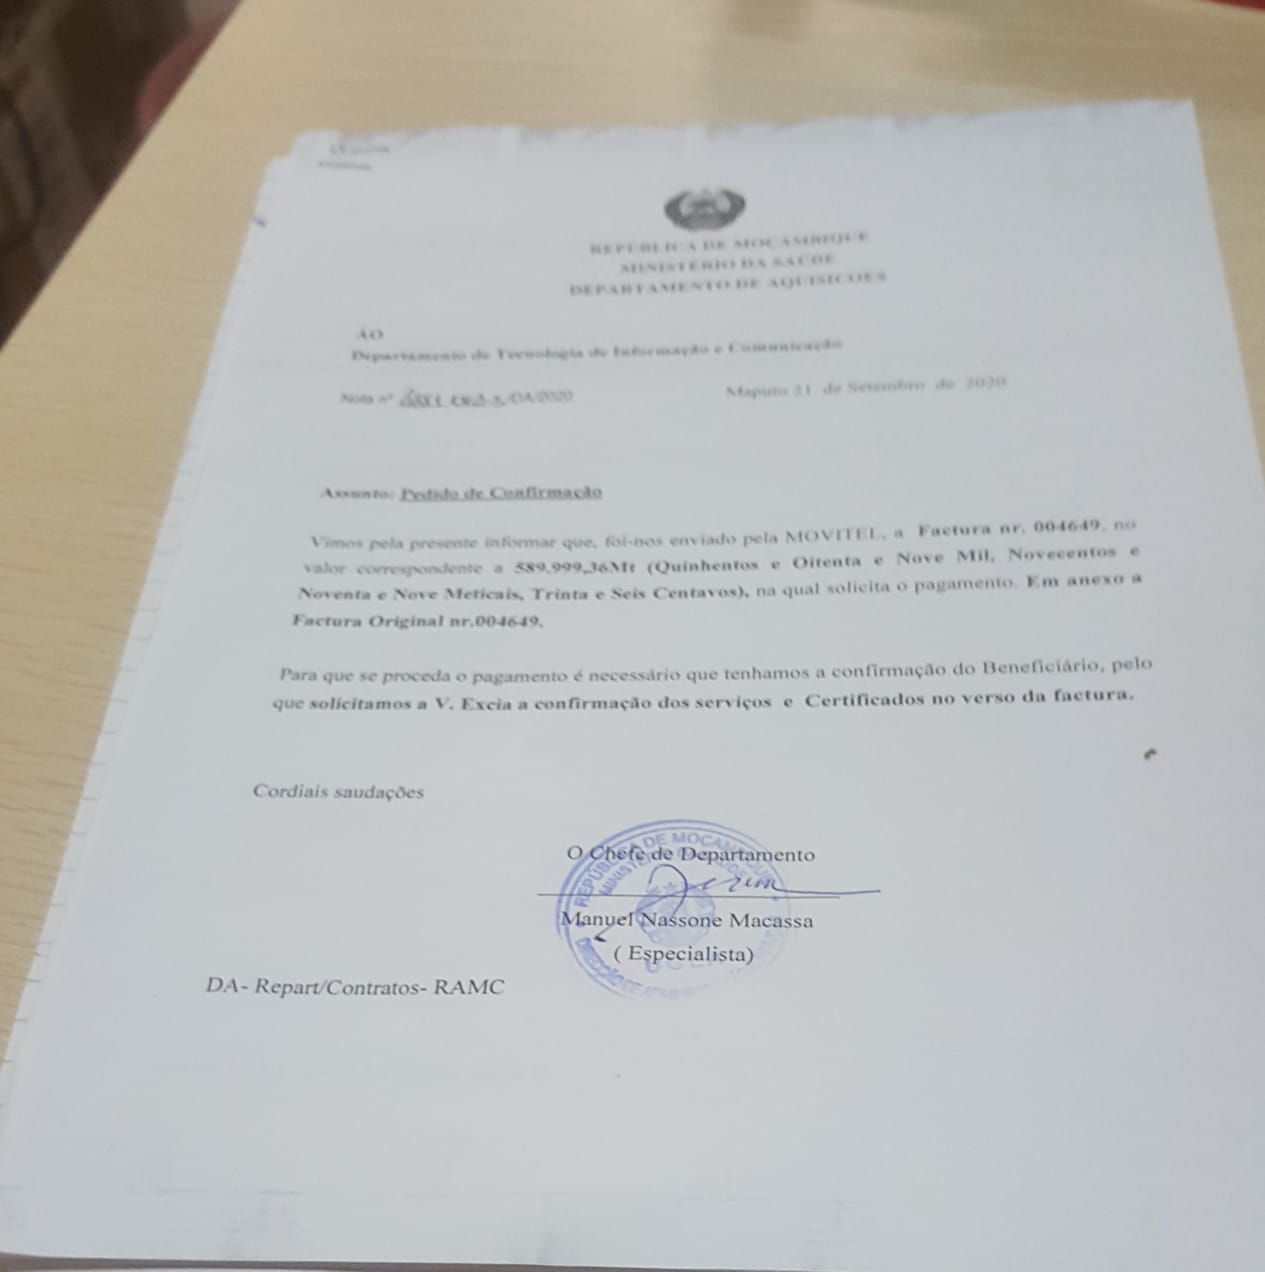 REPÚBLICA DE MOÇAMBIQUE
MINISTÉRIO DA SAÚDE
DEPARTAMENTO DE AQUISICOES
AO
Departamento de Tecnologia de Informação e Comunicação
Nota nº /DA/2020 Maputo 21 de Setembro de 2020
Assunto: Pedido de Confirmação
Vimos pela presente informar que, foi-nos enviado pela MOVITEL, a Factura nr. 004649, no
valor correspondente a 589.999,36Mt (Quinhentos e Oitenta e Nove Mil, Novecentos e
Noventa e Nove Meticais, Trinta e Seis Centavos), na qual solicita o pagamento. Em anexo a
Factura Original nr.004649.
Para que se proceda o pagamento é necessário que tenhamos a confirmação do Beneficiário, pelo
que solicitamos a V. Excia a confirmação dos serviços e Certificados no verso da factura.
Cordiais saudações
O Chefe de Departamento
Manuel Nassone Macassa
( Especialista)
REPÚBLICA DE MOÇAMBIQUE
DA- Repart/Contratos- RAMC